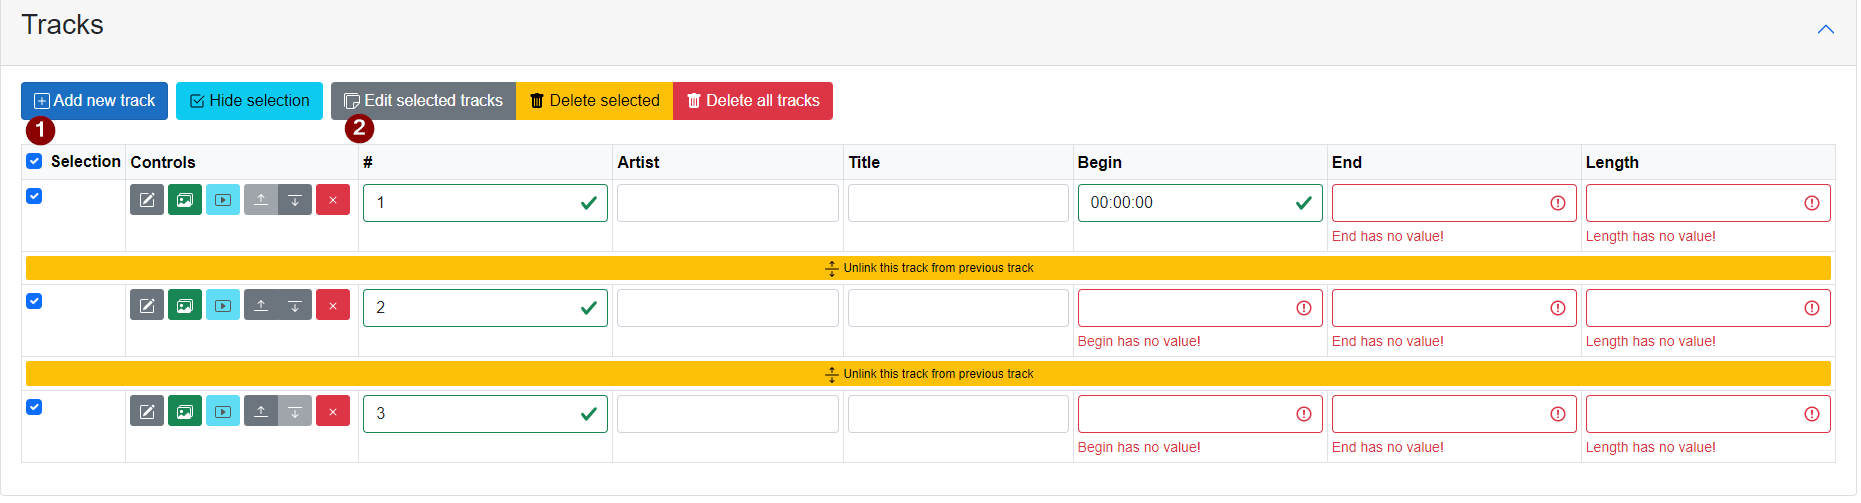 Tracks
Add new track Hide selection Edit selected tracks Delete selected Delete all tracks
1 2
Selection Controls # Artist Title Begin End Length
1 00:00:00
End has no value! Length has no value!
Unlink this track from previous track
2
Begin has no value! End has no value! Length has no value!
Unlink this track from previous track
3
Begin has no value! End has no value! Length has no value!